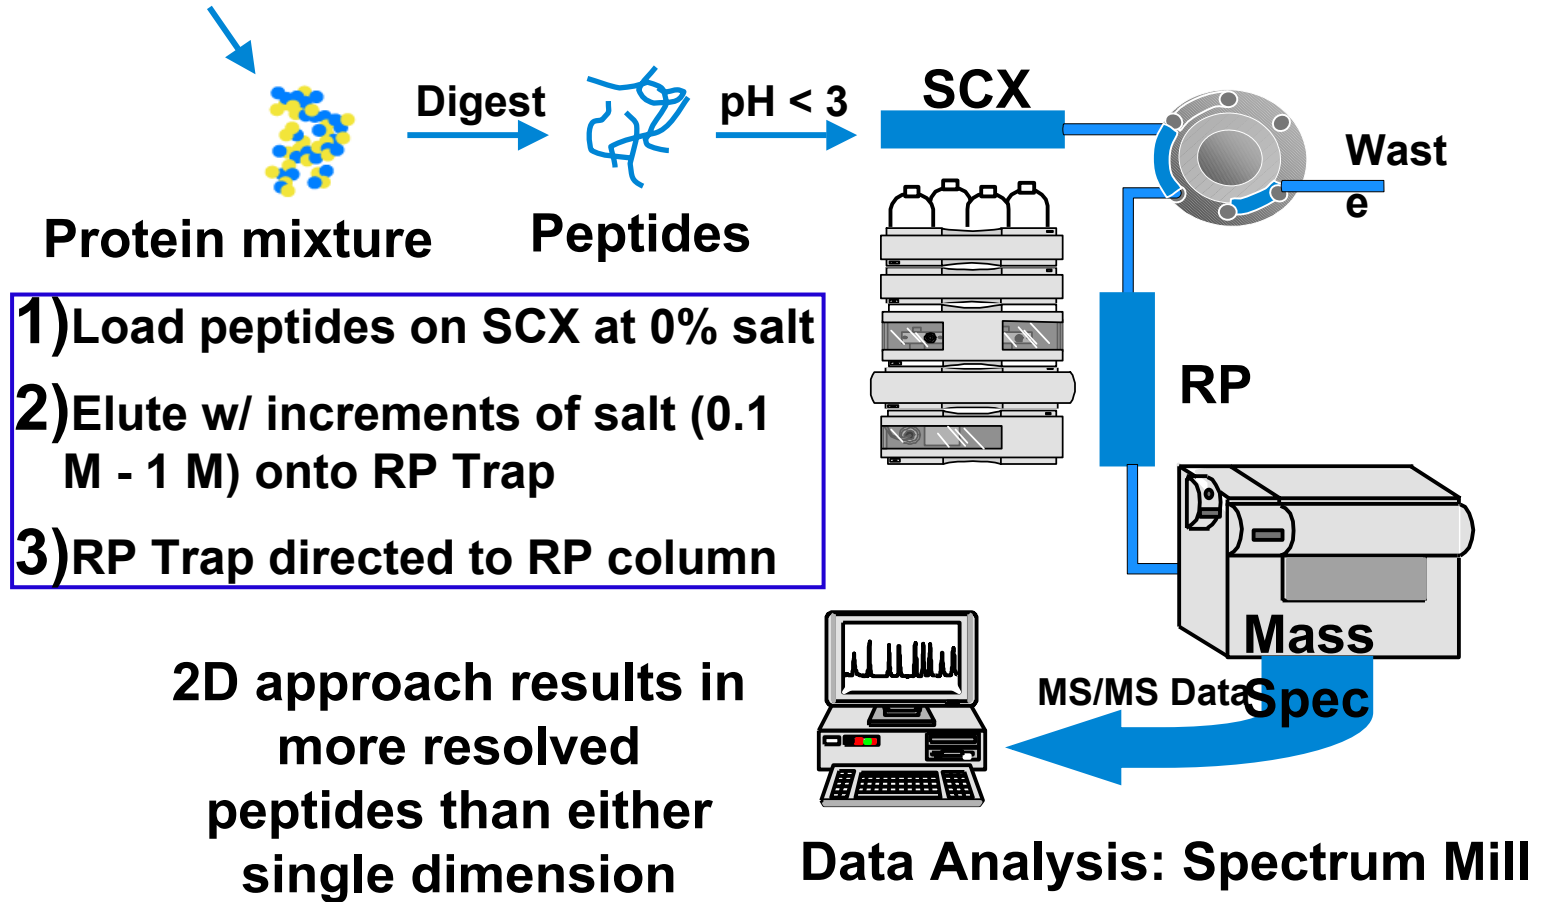 Digest
pH < 3
SCX
Wast
e
Protein mixture
Peptides
1)Load peptides on SCX at 0% salt
2)Elute w/ increments of salt (0.1
M - 1 M) onto RP Trap
3)RP Trap directed to RP column
RP
Mass
Spec
MS/MS Data
2D approach results in
more resolved
peptides than either
single dimension
Data Analysis: Spectrum Mill